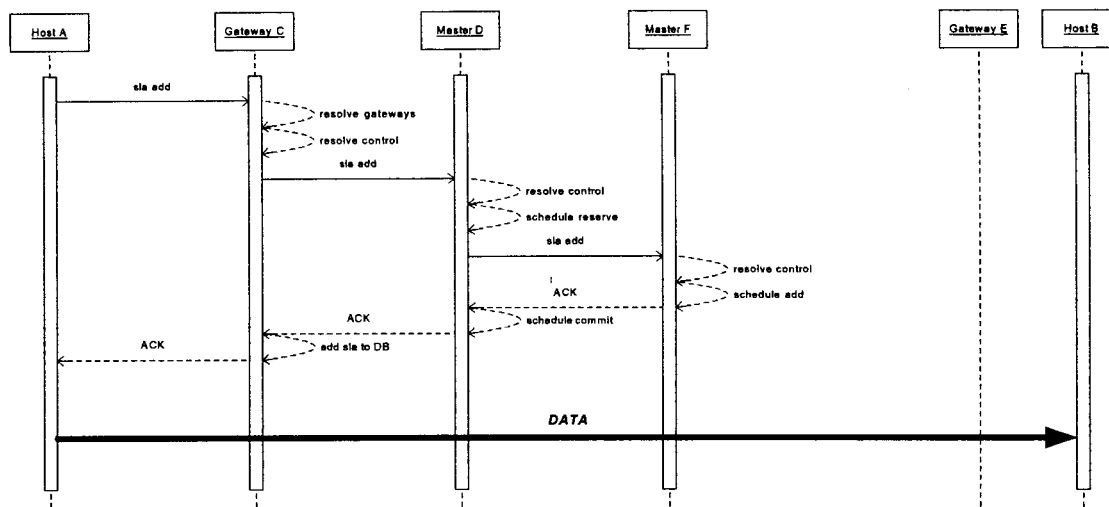 Host A
Gateway C
Master D
Master F
Gateway E
Host B
sla add
resolve gateways
resolve control
sla add
resolve control
schedule reserve
sla add
resolve control
ACK
schedule add
ACK
schedule commit
ACK
add sla to DB
DATA